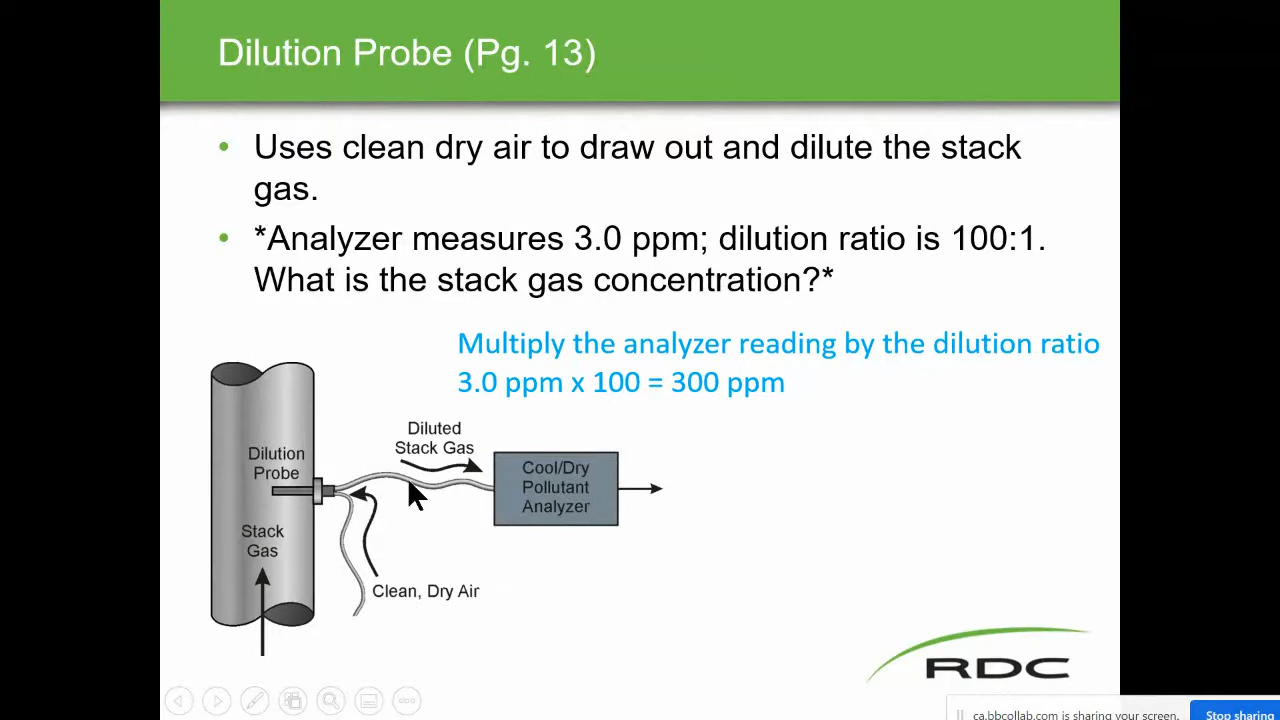 Dilution Probe (Pg. 13)
• Uses clean dry air to draw out and dilute the stack
gas.
• *Analyzer measures 3.0 ppm; dilution ratio is 100:1.
What is the stack gas concentration?*
Multiply the analyzer reading by the dilution ratio
3.0 ppm x 100 = 300 ppm
Diluted
Stack Gas
Dilution
Probe
Cool/Dry
Pollutant
Analyzer
Stack
Gas
Clean, Dry Air
RDC
ca.bbcollab.com is sharing your screen.
Stop sharing